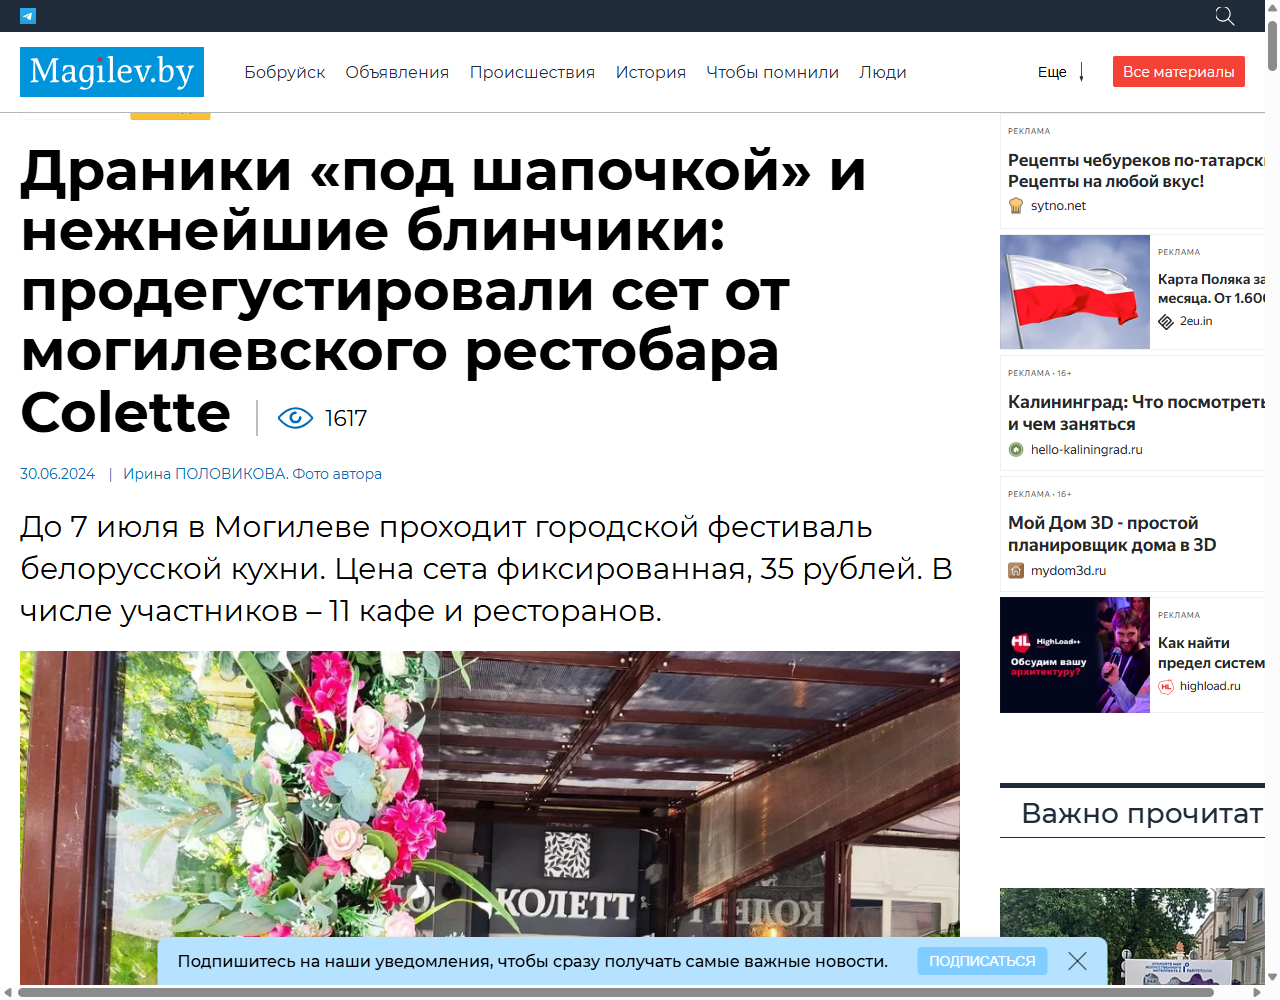 Magilev.by
Бобруйск
Объявления
Происшествия
История
Чтобы помнили
Люди
Еще
Все материалы
Драники «под шапочкой» и
нежнейшие блинчики:
продегустировали сет от
могилевского рестобара
Colette
1617
30.06.2024 | Ирина ПОЛОВИКОВА. Фото автора
До 7 июля в Могилеве проходит городской фестиваль
белорусской кухни. Цена сета фиксированная, 35 рублей. В
числе участников – 11 кафе и ресторанов.
КОЛЕТТ
РЕКЛАМА
Рецепты чебуреков по-татарски
Рецепты на любой вкус!
sytno.net
РЕКЛАМА
Карта Поляка за
месяца. От 1.600
2eu.in
РЕКЛАМА • 16+
Калининград: Что посмотреть
и чем заняться
hello-kaliningrad.ru
РЕКЛАМА • 16+
Мой Дом 3D - простой
планировщик дома в 3D
mydom3d.ru
HL HighLoad++
Обсудим вашу
архитектуру?
РЕКЛАМА
Как найти
предел систем
highload.ru
Важно прочитат
Подпишитесь на наши уведомления, чтобы сразу получать самые важные новости.
ПОДПИСАТЬСЯ